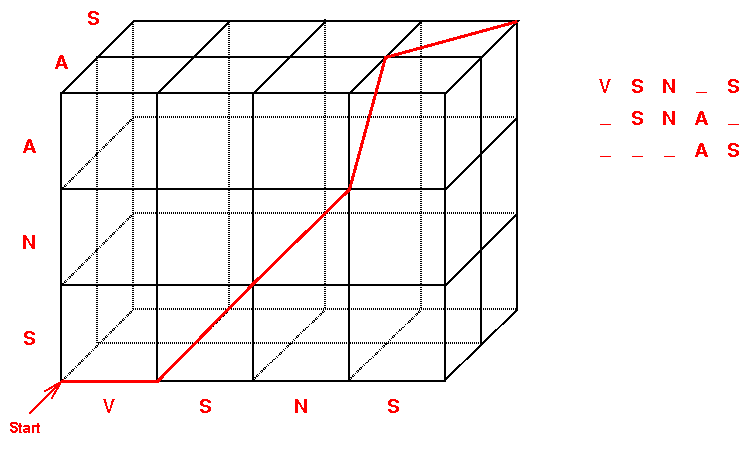 S
A
A
N
S
V S N S
Start
V S N _ S
_ S N A _
_ _ _ A S